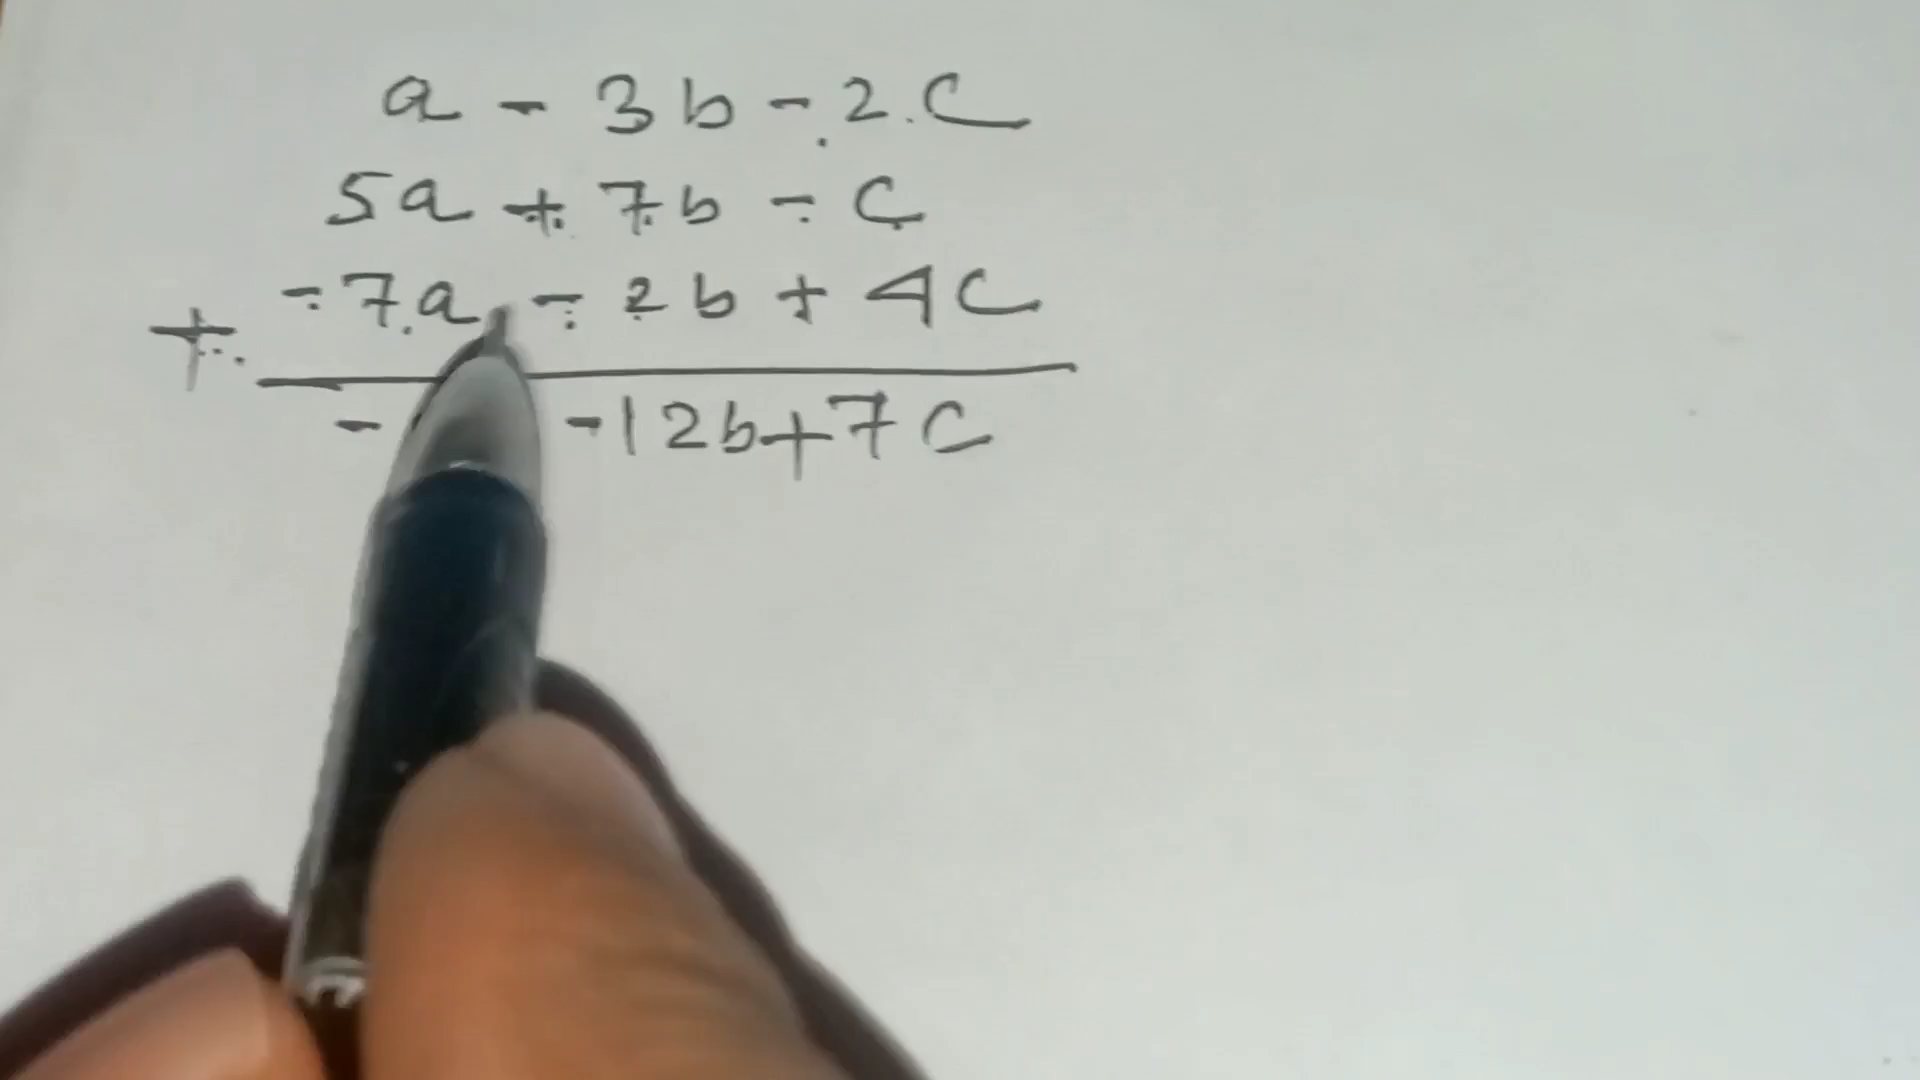 a - 3b - 2c
5a + 7b - c
-7a - 2b + 4c
+
- -12b+7c